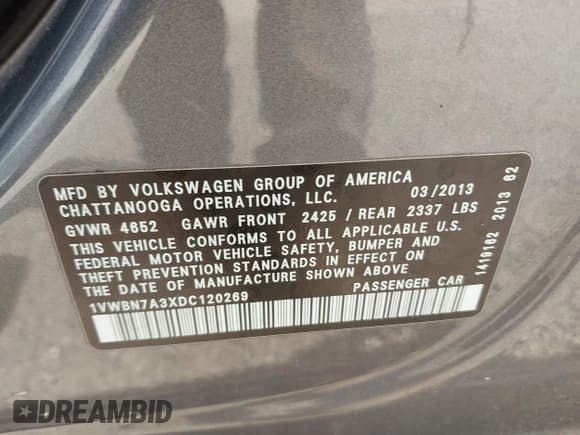 MFD BY VOLKSWAGEN GROUP OF AMERICA
CHATTANOOGA OPERATIONS, LLC. 03/2013
GVWR 4652 GAWR FRONT 2425 / REAR 2337 LBS
THIS VEHICLE CONFORMS TO ALL APPLICABLE U.S.
FEDERAL MOTOR VEHICLE SAFETY, BUMPER AND
THEFT PREVENTION STANDARDS IN EFFECT ON
THE DATE OF MANUFACTURE SHOWN ABOVE.
1VWBN7A3XDC120269 PASSENGER CAR
1419162 2013 62
DREAMBID